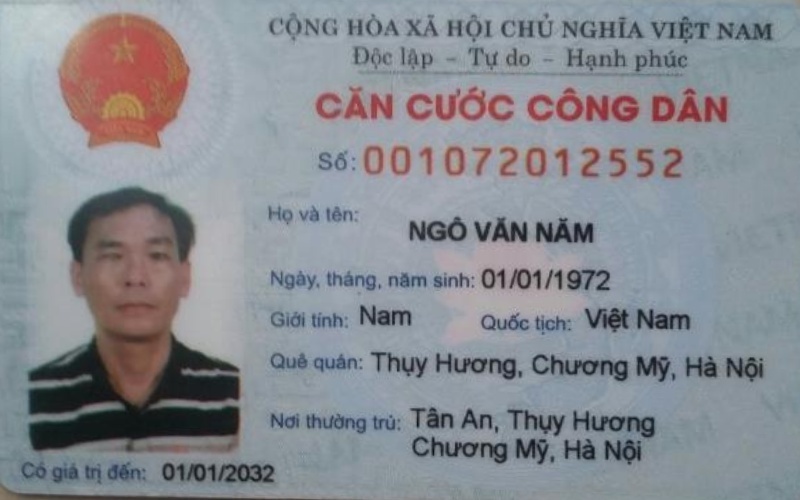 CỘNG HÒA XÃ HỘI CHỦ NGHĨA VIỆT NAM
Độc lập - Tự do - Hạnh phúc
CĂN CƯỚC CÔNG DÂN
Số: 001072012552
Họ và tên: NGÔ VĂN NĂM
Ngày, tháng, năm sinh: 01/01/1972
Giới tính: Nam Quốc tịch: Việt Nam
Quê quán: Thụy Hương, Chương Mỹ, Hà Nội
Nơi thường trú: Tân An, Thụy Hương
Chương Mỹ, Hà Nội
Có giá trị đến: 01/01/2032